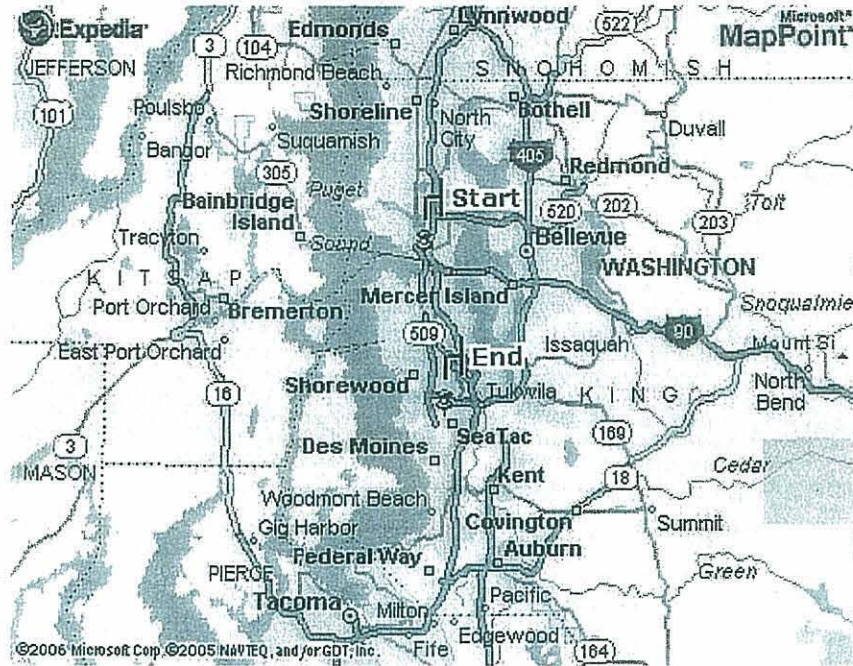 Expedia
Microsoft®
MapPoint
Edmonds
Lynnwood
522
3
104
JEFFERSON
Richmond Beach
SNOHOMISH
Poulsbo
Shoreline
North
City
Bothell
101
Duvall
Bangor
Suquamish
405
Redmond
305
Puget
Start
Bainbridge
Island
520
202
203
Tolt
Tracyton
Sound
Bellevue
KITSAP
WASHINGTON
Port Orchard
Bremerton
Mercer Island
Snoqualmie
509
90
East Port Orchard
End
Issaquah
Mount Si
16
Shorewood
Tukwila
KING
North
Bend
3
Des Moines
SeaTac
169
MASON
Kent
18
Cedar
Woodmont Beach
Gig Harbor
Covington
Summit
Federal Way
Auburn
PIERCE
Green
Tacoma
Milton
Pacific
©2006 Microsoft Corp, ©2005 NAVTEQ, and/or GDT, Inc.
Fife
Edgewood
164